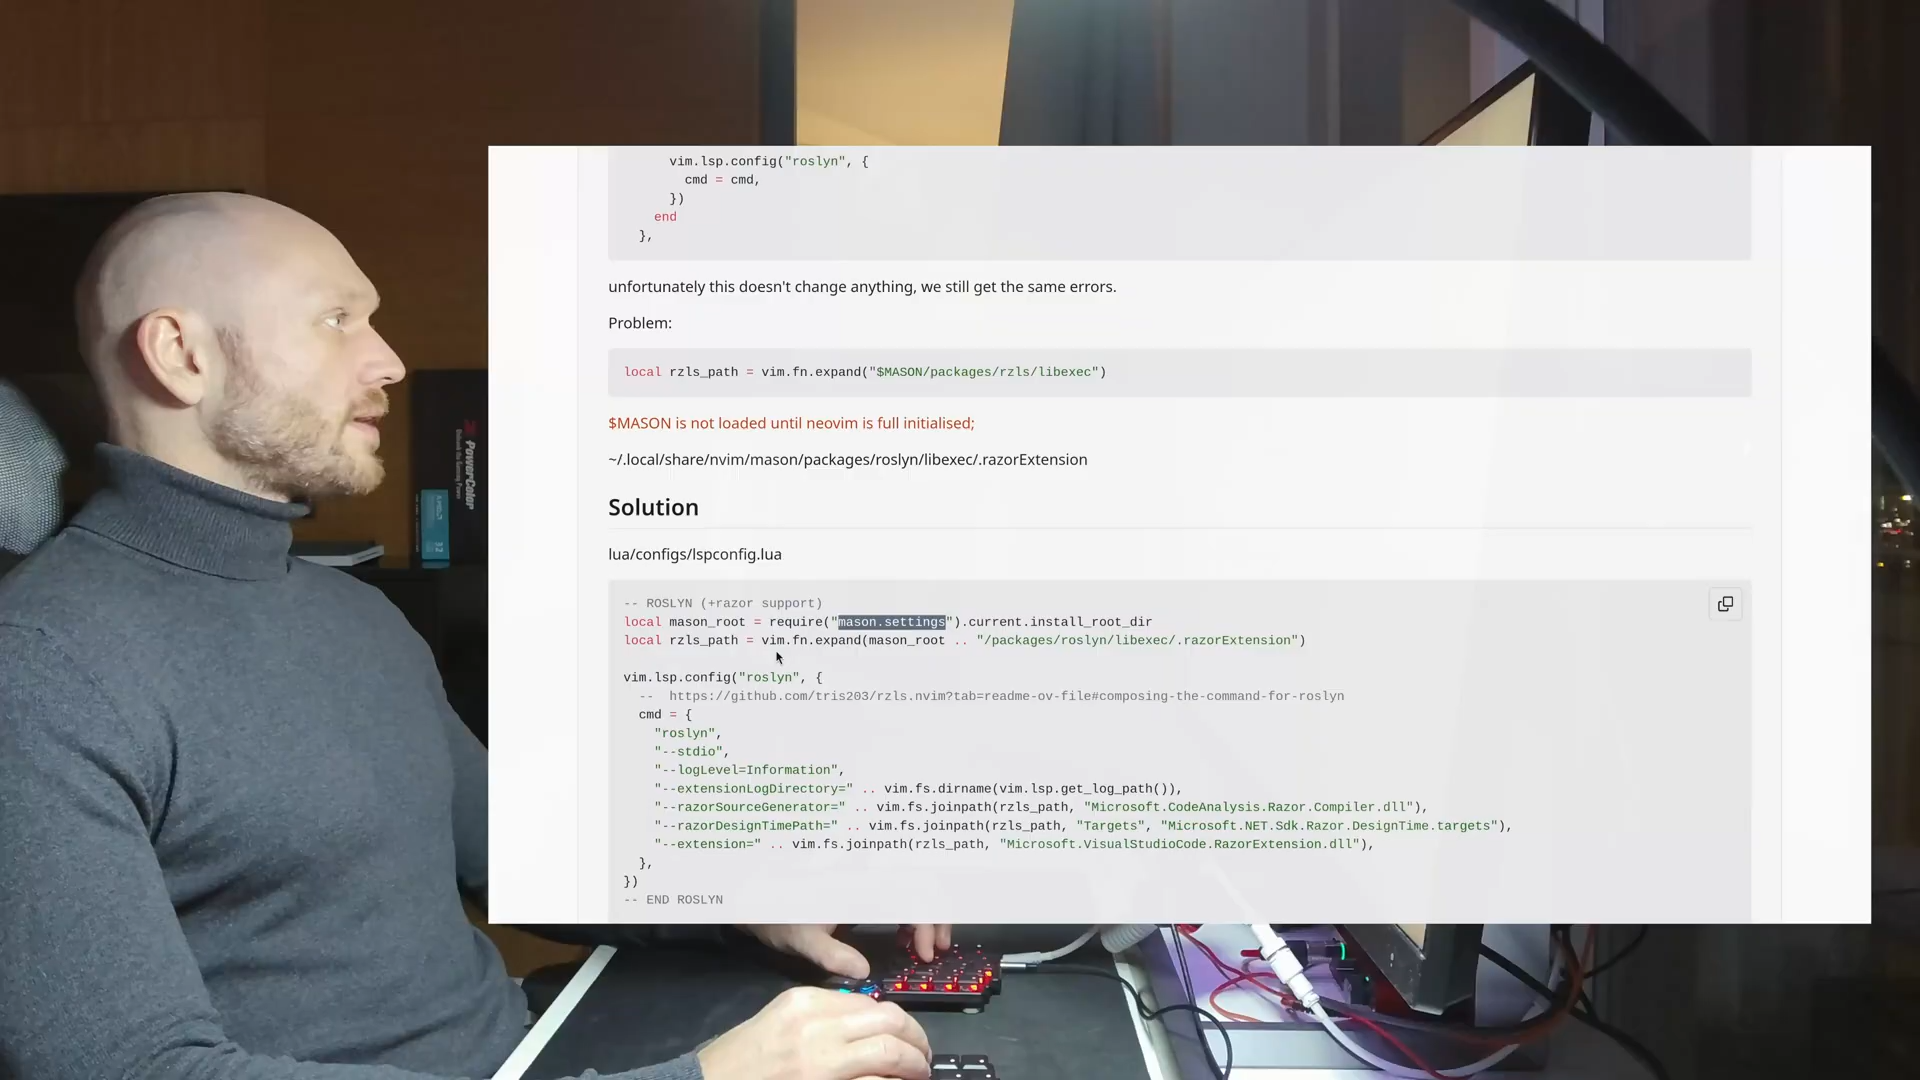 vim.lsp.config("roslyn", {
cmd = cmd,
})
end
},
unfortunately this doesn't change anything, we still get the same errors.
Problem:
local rzls_path = vim.fn.expand("$MASON/packages/rzls/libexec")
$MASON is not loaded until neovim is full initialised;
~/.local/share/nvim/mason/packages/roslyn/libexec/.razorExtension
Solution
lua/configs/lspconfig.lua
-- ROSLYN (+razor support)
local mason_root = require("mason.settings").current.install_root_dir
local rzls_path = vim.fn.expand(mason_root .. "/packages/roslyn/libexec/.razorExtension")
vim.lsp.config("roslyn", {
--  https://github.com/tris203/rzls.nvim?tab=readme-ov-file#composing-the-command-for-roslyn
cmd = {
"roslyn",
"--stdio",
"--logLevel=Information",
"--extensionLogDirectory=" .. vim.fs.dirname(vim.lsp.get_log_path()),
"--razorSourceGenerator=" .. vim.fs.joinpath(rzls_path, "Microsoft.CodeAnalysis.Razor.Compiler.dll"),
"--razorDesignTimePath=" .. vim.fs.joinpath(rzls_path, "Targets", "Microsoft.NET.Sdk.Razor.DesignTime.targets"),
"--extension=" .. vim.fs.joinpath(rzls_path, "Microsoft.VisualStudioCode.RazorExtension.dll"),
},
})
-- END ROSLYN
PowerColor